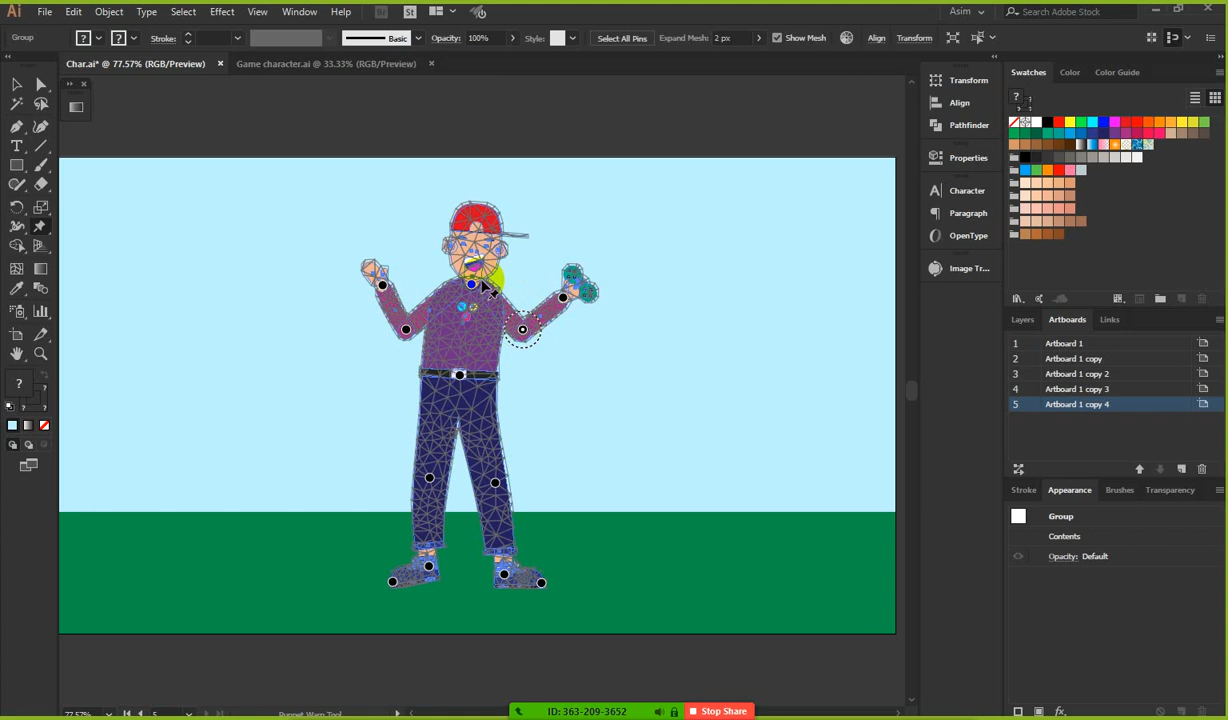 Ai File Edit Object Type Select Effect View Window Help Br St Asim Search Adobe Stock
Group ? ? Stroke: Basic Opacity: 100% Style: Select All Pins Expand Mesh: 2 px Show Mesh Align Transform
Char.ai* @ 77.57% (RGB/Preview) × Game character.ai @ 33.33% (RGB/Preview) ×
Swatches Color Color Guide
Transform
?
Align
Pathfinder
Properties
Character
Paragraph
OpenType
Image Tr...
Layers Artboards Links
1 Artboard 1
2 Artboard 1 copy
3 Artboard 1 copy 2
4 Artboard 1 copy 3
5 Artboard 1 copy 4
?
?
?
Stroke Appearance Brushes Transparency
Group
Contents
Opacity: Default
fx
77.57% 5 Puppet Warp Tool
ID: 363-209-3652 Stop Share